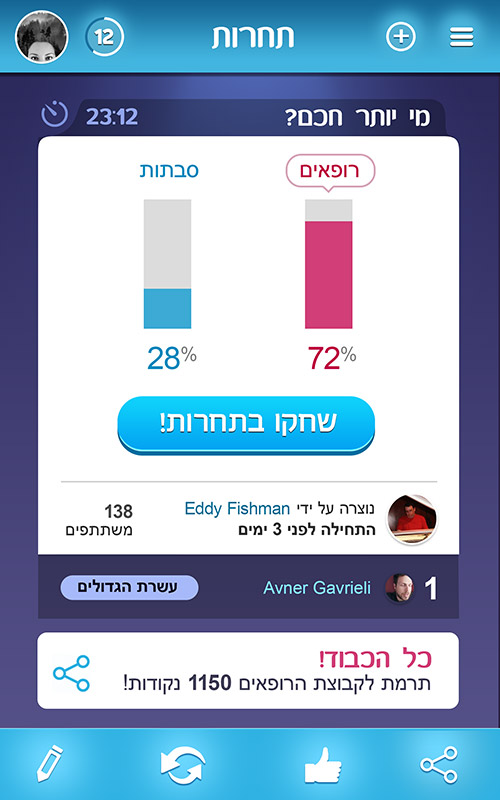 תחרות
12
מי יותר חכם?
23:12
רופאים
סבתות
72%
28%
שחקו בתחרות!
נוצרה על ידי Eddy Fishman
התחילה לפני 3 ימים
138
משתתפים
1 Avner Gavrieli
עשרת הגדולים
כל הכבוד!
תרמת לקבוצת הרופאים 1150 נקודות!